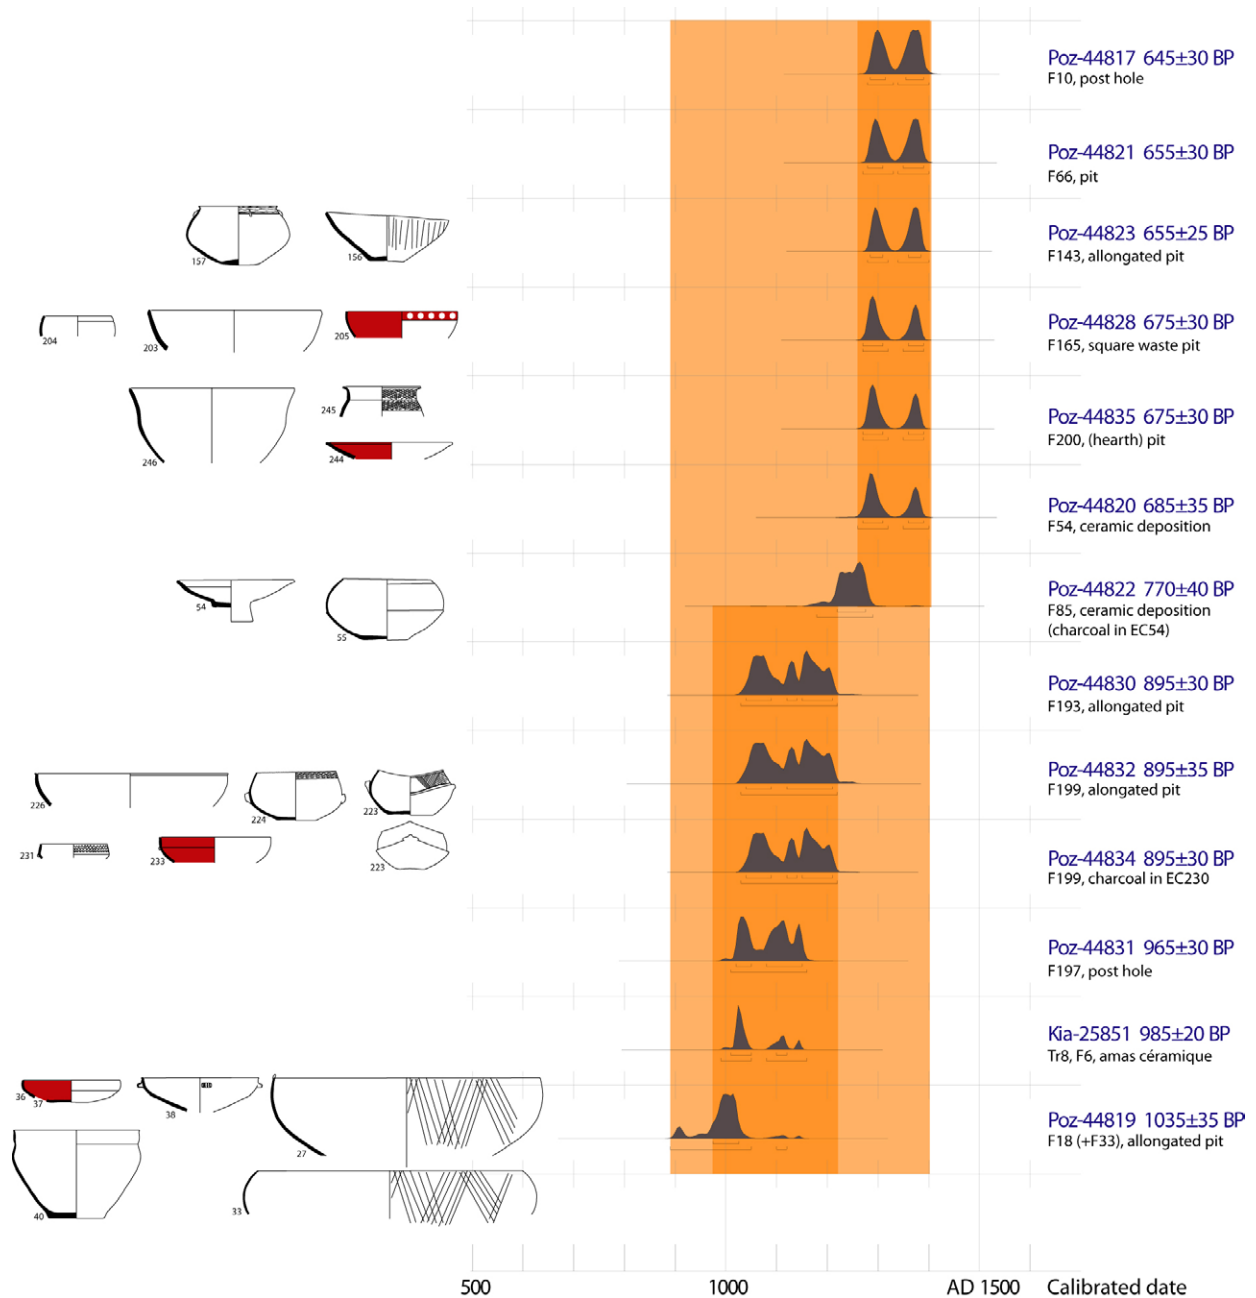 Poz-44817 645±30 BP
F10, post hole
Poz-44821 655±30 BP
F66, pit
Poz-44823 655±25 BP
F143, allongated pit
157
156
Poz-44828 675±30 BP
F165, square waste pit
204
203
205
Poz-44835 675±30 BP
F200, (hearth) pit
245
246
244
Poz-44820 685±35 BP
F54, ceramic deposition
Poz-44822 770±40 BP
F85, ceramic deposition
(charcoal in EC54)
54
55
Poz-44830 895±30 BP
F193, allongated pit
Poz-44832 895±35 BP
F199, alongated pit
226
224
223
Poz-44834 895±30 BP
F199, charcoal in EC230
231
233
223
Poz-44831 965±30 BP
F197, post hole
Kia-25851 985±20 BP
Tr8, F6, amas céramique
36
37
38
27
Poz-44819 1035±35 BP
F18 (+F33), allongated pit
40
33
500 1000 AD 1500 Calibrated date